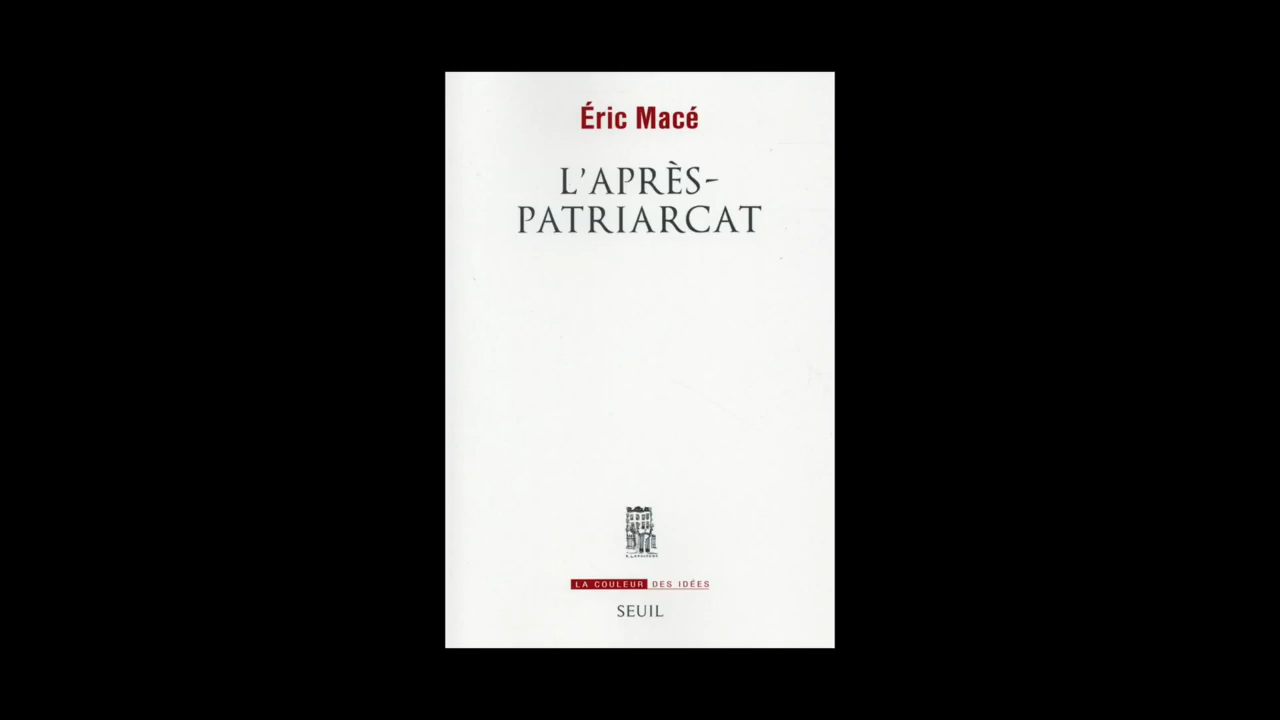 Éric Macé
L'APRÈS-
PATRIARCAT
LA COULEUR DES IDÉES
SEUIL